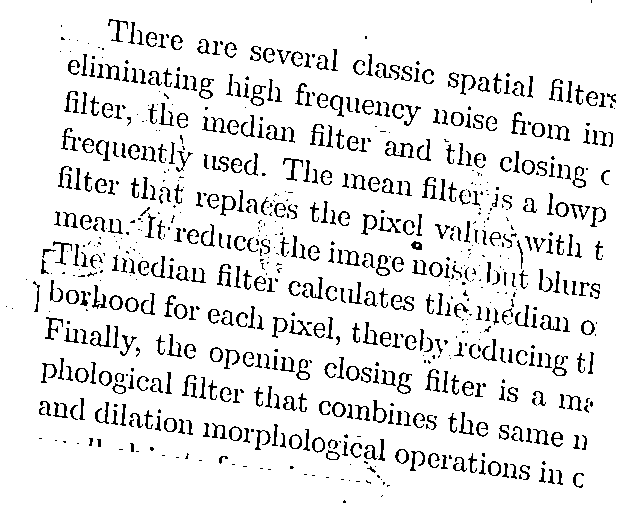 There are several classic spatial filters
eliminating high frequency noise from im
filter, the median filter and the closing
frequently used. The mean filter is a lowp
filter that replaces the pixel values with t
mean. It reduces the image noise but blurs
The median filter calculates the median o
borhood for each pixel, thereby reducing tl
Finally, the opening closing filter is a ma
phological filter that combines the same n
and dilation morphological operations in c